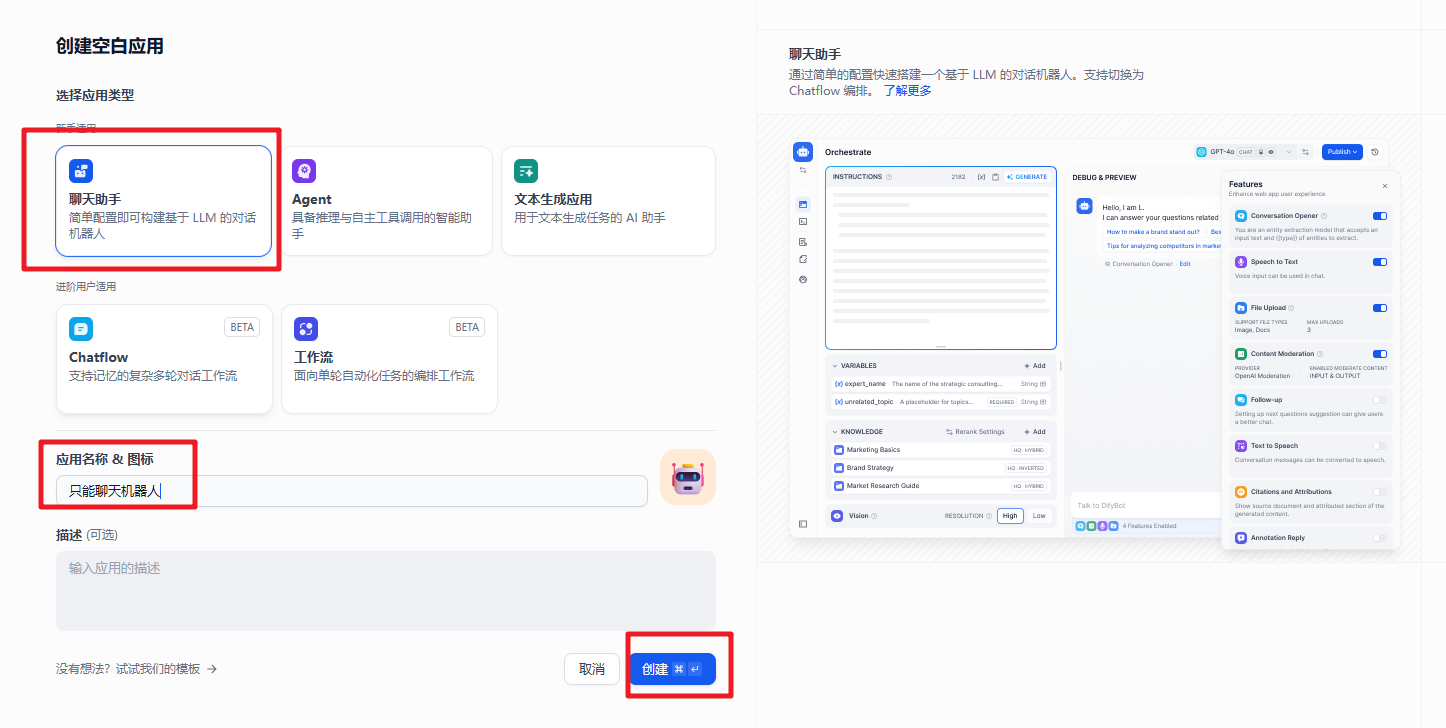 创建空白应用
选择应用类型
新手适用
聊天助手
简单配置即可构建基于 LLM 的对话
机器人
Agent
具备推理与自主工具调用的智能助
手
文本生成应用
用于文本生成任务的 AI 助手
进阶用户适用
BETA
Chatflow
支持记忆的复杂多轮对话工作流
BETA
工作流
面向单轮自动化任务的编排工作流
应用名称 & 图标
只能聊天机器人
描述 (可选)
输入应用的描述
没有想法? 试试我们的模板 →
取消
创建 ⌘ ↵
聊天助手
通过简单的配置快速搭建一个基于 LLM 的对话机器人。支持切换为
Chatflow 编排。 了解更多
Orchestrate
GPT-4o CHAT
Publish
INSTRUCTIONS
2182
{x}
GENERATE
VARIABLES
+ Add
{x} expert_name The name of the strategic consulting...
String
{x} unrelated_topic A placeholder for topics...
REQUIRED String
KNOWLEDGE
Rerank Settings
+ Add
Marketing Basics
HQ · HYBRID
Brand Strategy
HQ · INVERTED
Market Research Guide
HQ · HYBRID
Vision
RESOLUTION
High
Low
DEBUG & PREVIEW
Hello, I am L.
I can answer your questions related
How to make a brand stand out?
Bes
Tips for analyzing competitors in market
Conversation Opener · Edit
Talk to DifyBot
4 Features Enabled
Features
Enhance web app user experience
Conversation Opener
You are an entity extraction model that accepts an
input text and {{type}} of entities to extract.
Speech to Text
Voice input can be used in chat.
File Upload
SUPPORT FILE TYPES
Image, Docs
MAX UPLOADS
3
Content Moderation
PROVIDER
OpenAI Moderation
ENABLED MODERATE CONTENT
INPUT & OUTPUT
Follow-up
Setting up next questions suggestion can give users
a better chat.
Text to Speech
Conversation messages can be converted to speech.
Citations and Attributions
Show source document and attributed section of the
generated content.
Annotation Reply